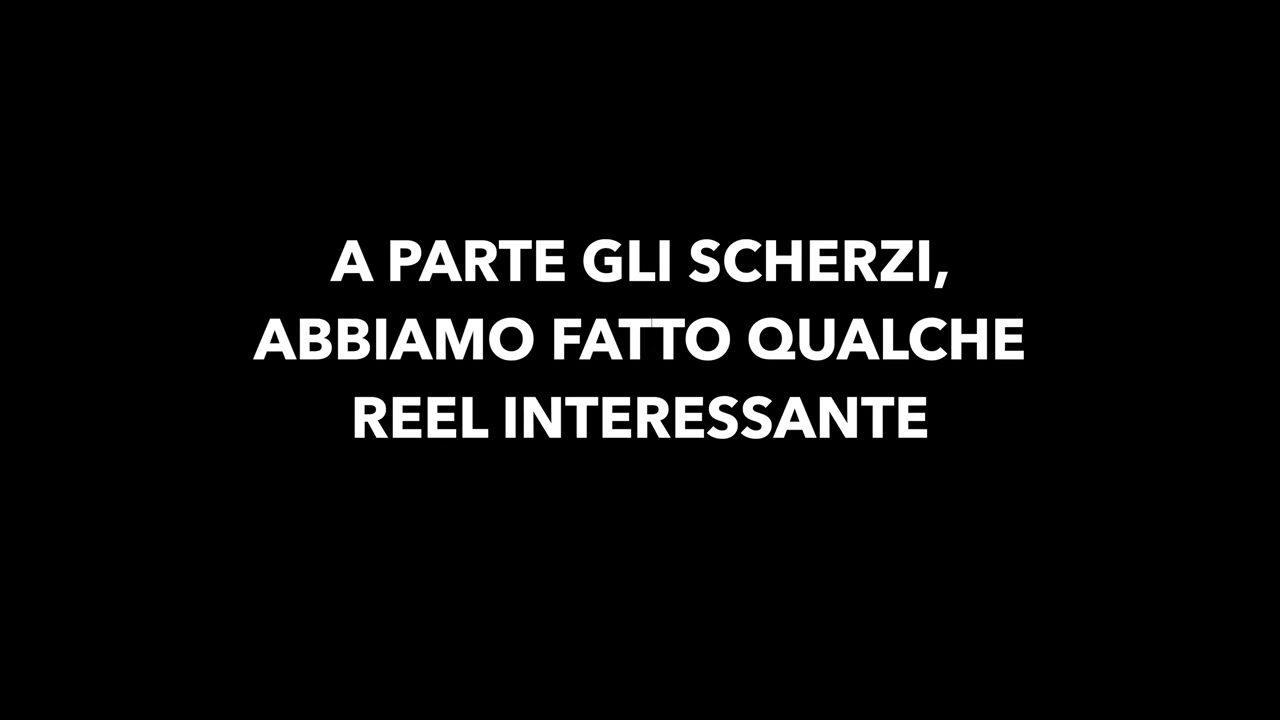 A PARTE GLI SCHERZI,
ABBIAMO FATTO QUALCHE
REEL INTERESSANTE